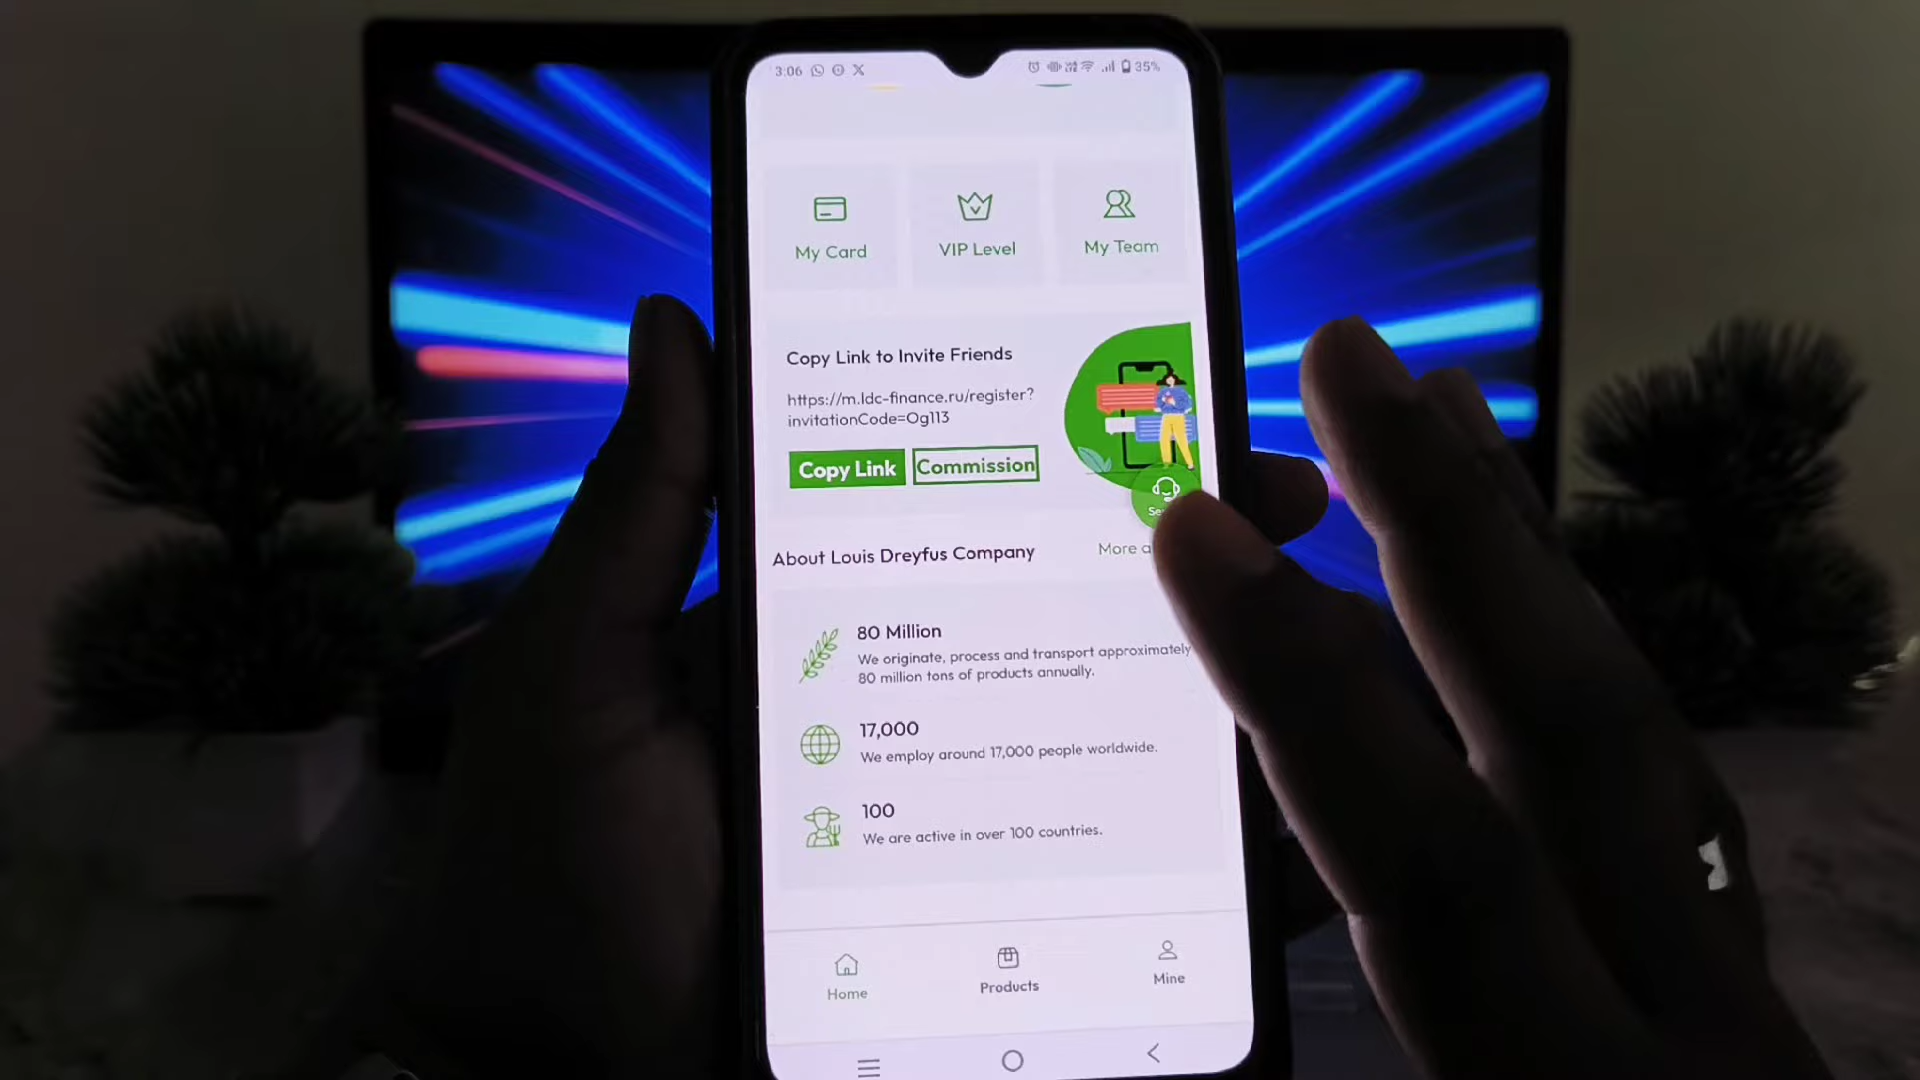 3:06
35%
My Card
VIP Level
My Team
Copy Link to Invite Friends
https://m.ldc-finance.ru/register?
invitationCode=Og113
Copy Link
Commission
About Louis Dreyfus Company
More
80 Million
We originate, process and transport approximately
80 million tons of products annually.
17,000
We employ around 17,000 people worldwide.
100
We are active in over 100 countries.
Home
Products
Mine